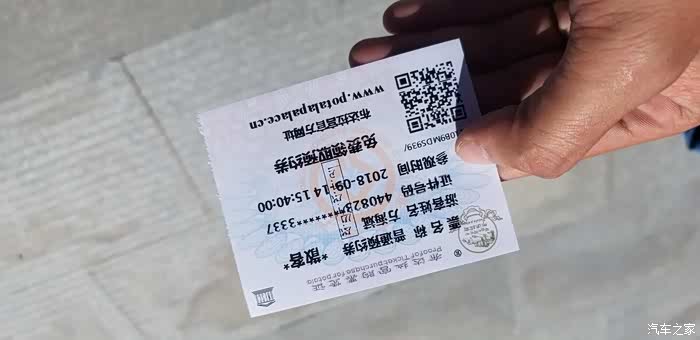 布达拉宫购票凭证
Proof of Ticket purchase for potala
票 名 称 普通预约券 *散客*
游客姓名 方海斌
证件号码 440823********3337
参观时间 2018-09-14 15:40:00
免费领取预约券
布达拉宫官方网址
www.potalapalace.cn
汽车之家